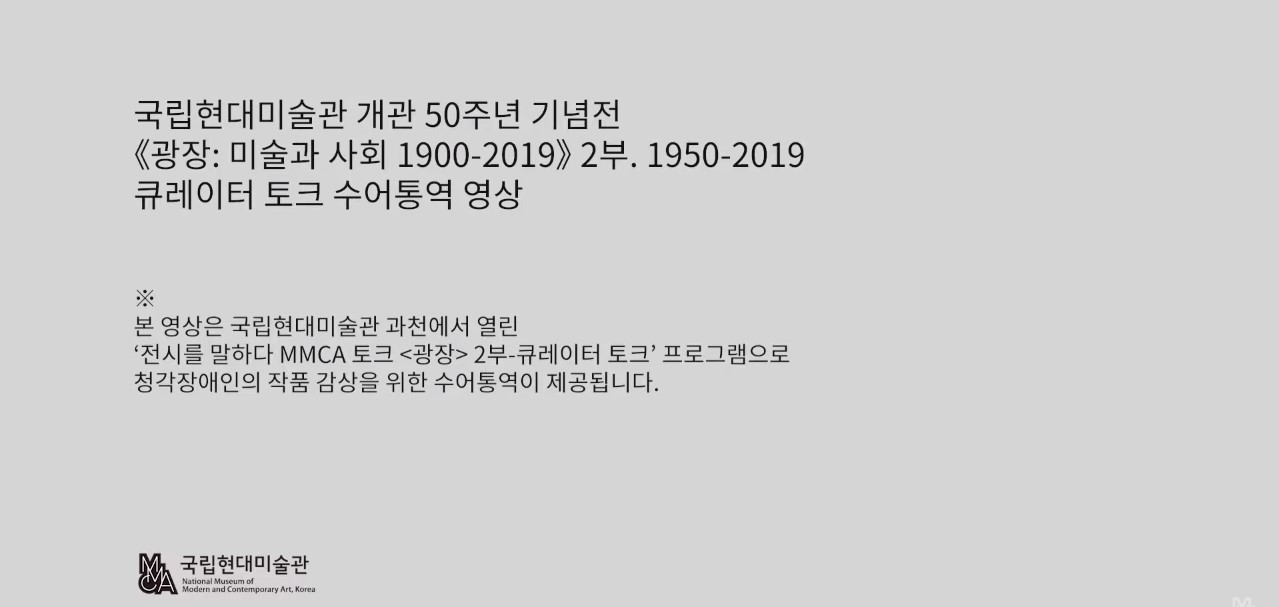 국립현대미술관 개관 50주년 기념전
《광장: 미술과 사회 1900-2019》 2부. 1950-2019
큐레이터 토크 수어통역 영상
※
본 영상은 국립현대미술관 과천에서 열린
‘전시를 말하다 MMCA 토크 <광장> 2부-큐레이터 토크’ 프로그램으로
청각장애인의 작품 감상을 위한 수어통역이 제공됩니다.
MMCA
국립현대미술관
National Museum of
Modern and Contemporary Art, Korea